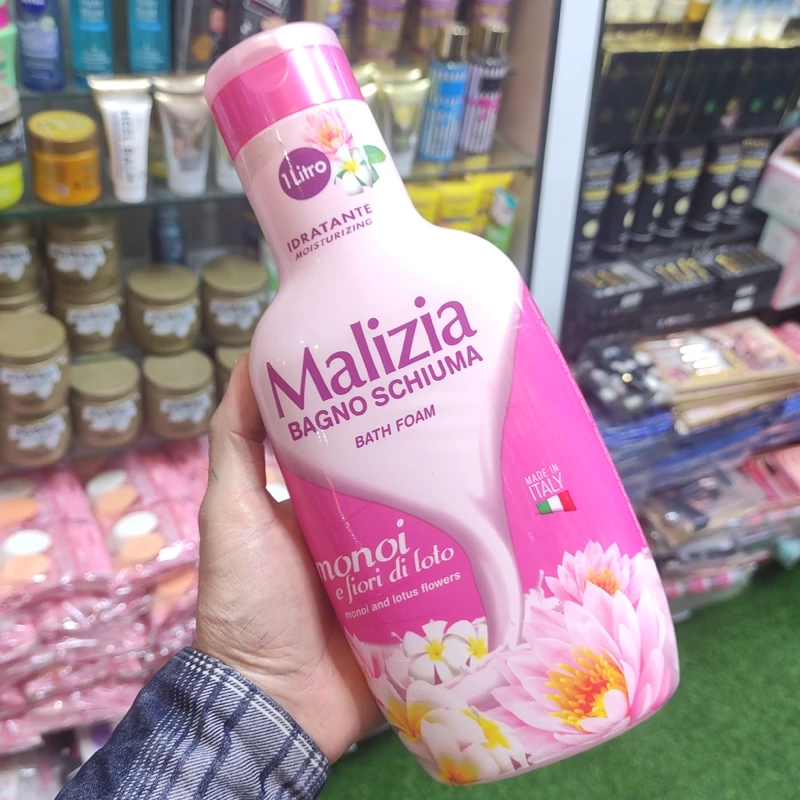 1 Litro
IDRATANTE
MOISTURIZING
Malizia
BAGNO SCHIUMA
BATH FOAM
MADE IN
ITALY
monoi
e fiori di loto
monoi and lotus flowers